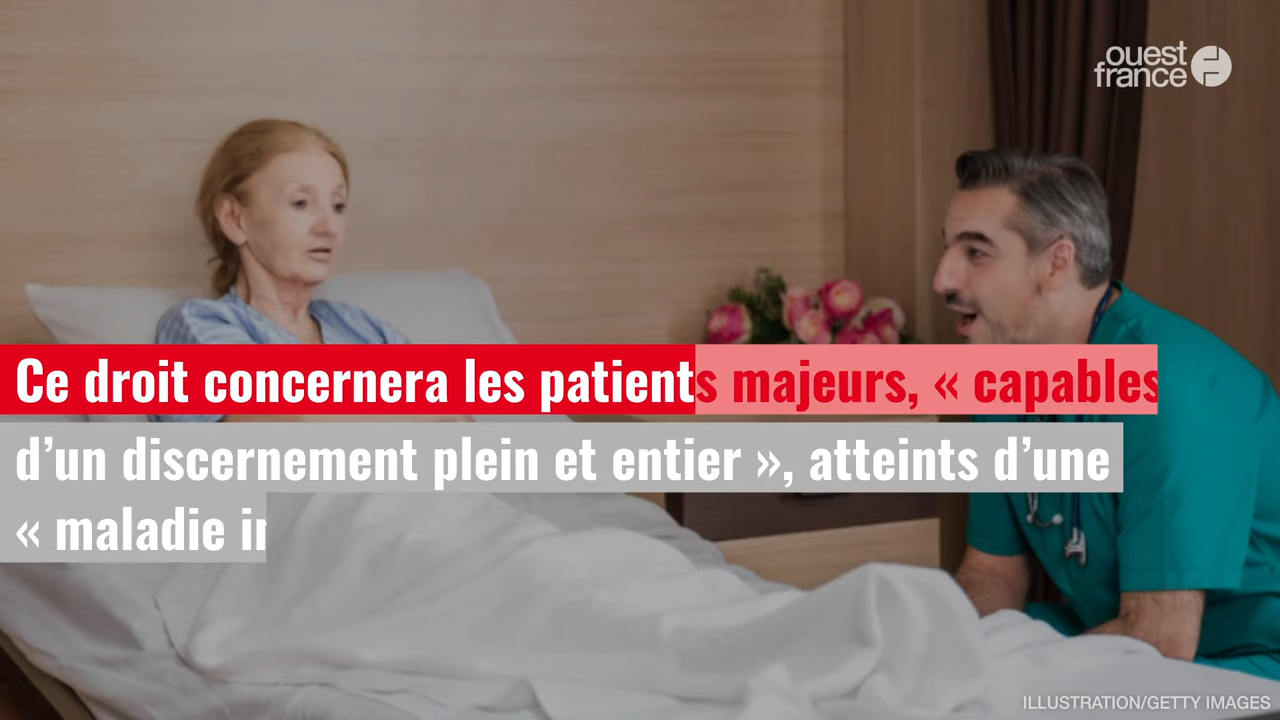 ouest
france
Ce droit concernera les patients majeurs, « capables
d’un discernement plein et entier », atteints d’une
« maladie
ILLUSTRATION/GETTY IMAGES